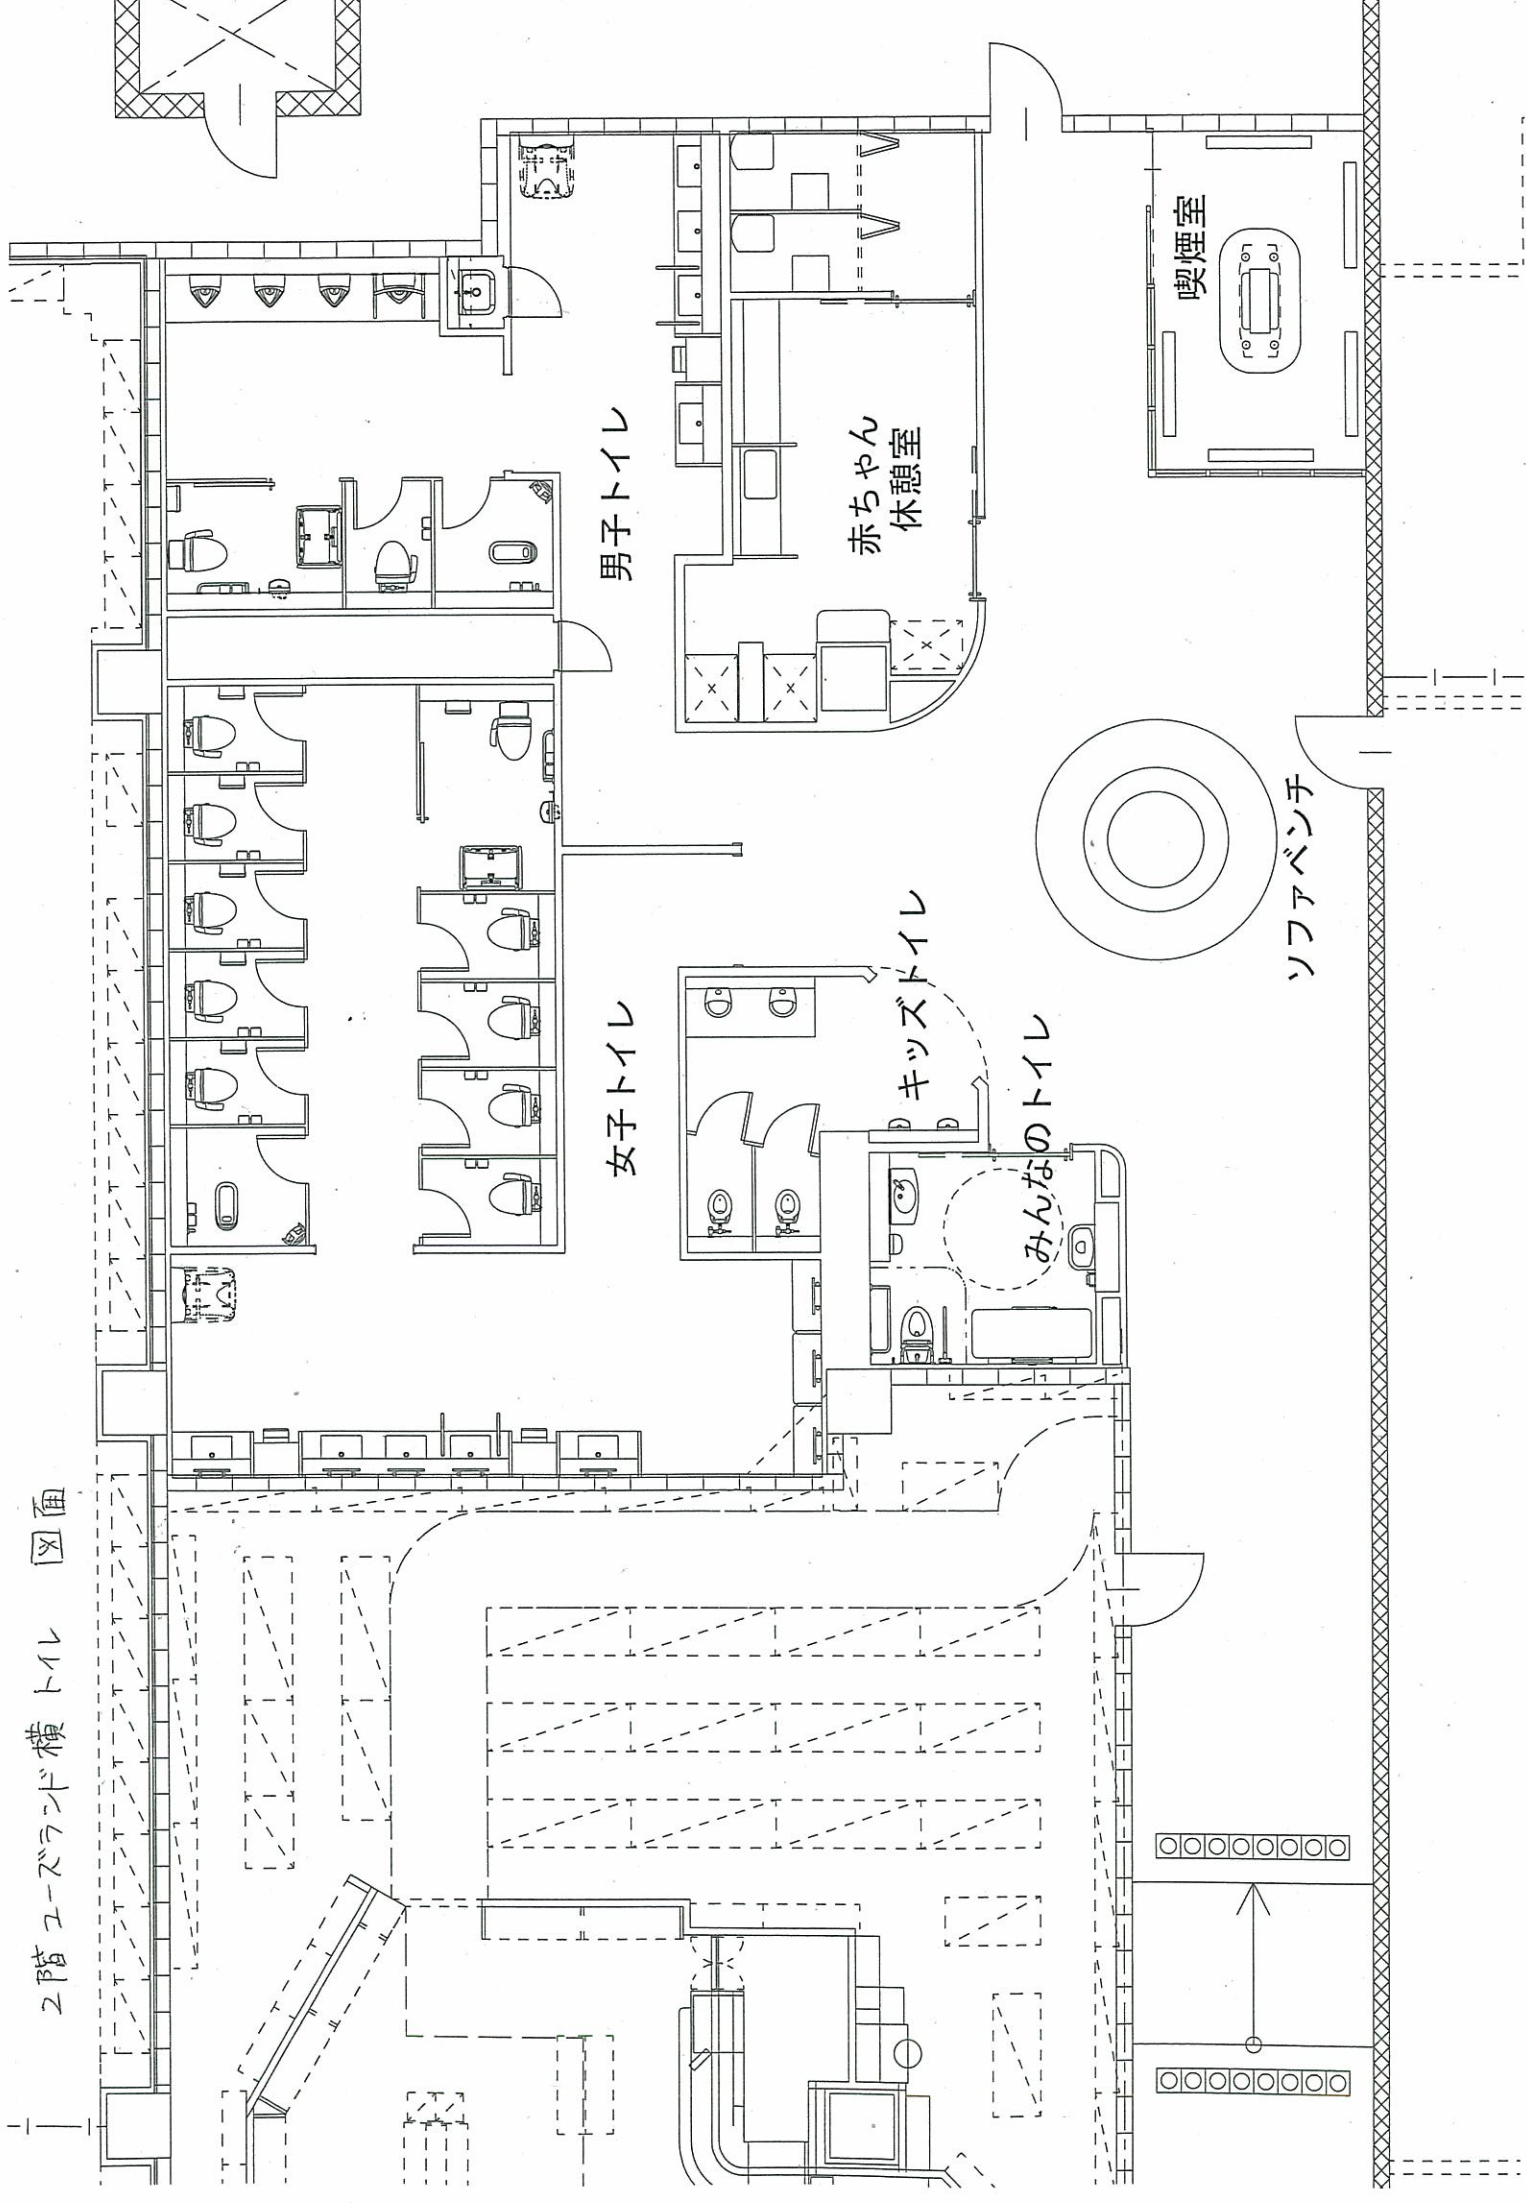 2階 ユーズランド横 トイレ 図面
男子トイレ
女子トイレ
赤ちゃん
休憩室
キッズトイレ
みんなのトイレ
ソファベンチ
喫煙室